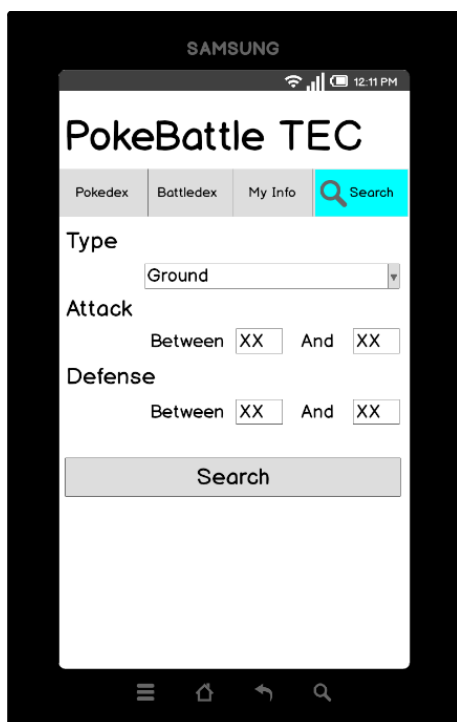 SAMSUNG
12:11 PM
PokeBattle TEC
Pokedex Battledex My Info Search
Type
Ground
Attack
Between XX And XX
Defense
Between XX And XX
Search